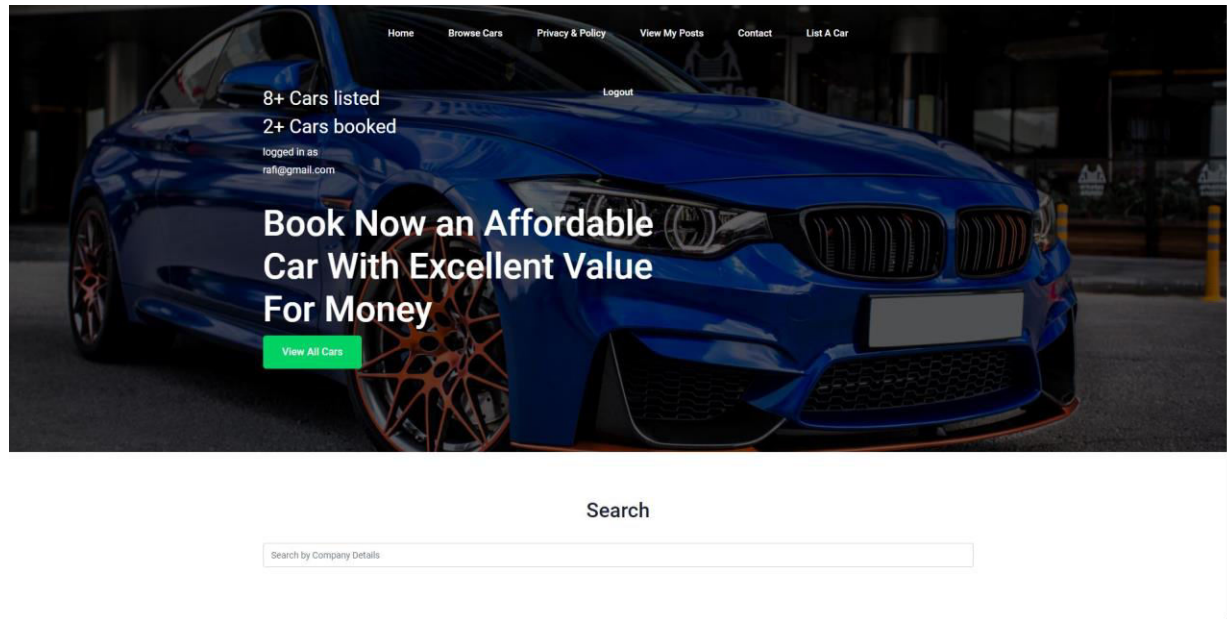 Home Browse Cars Privacy & Policy View My Posts Contact List A Car
Logout
8+ Cars listed
2+ Cars booked
logged in as
rafi@gmail.com
Book Now an Affordable
Car With Excellent Value
For Money
View All Cars
Search
Search by Company Details